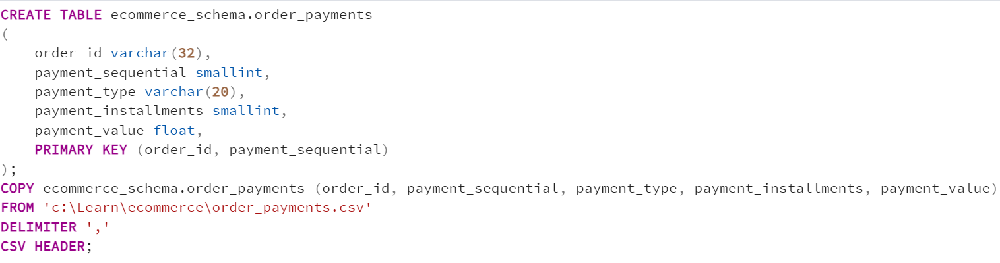 CREATE TABLE ecommerce_schema.order_payments
(
    order_id varchar(32),
    payment_sequential smallint,
    payment_type varchar(20),
    payment_installments smallint,
    payment_value float,
    PRIMARY KEY (order_id, payment_sequential)
);
COPY ecommerce_schema.order_payments (order_id, payment_sequential, payment_type, payment_installments, payment_value)
FROM 'c:\Learn\ecommerce\order_payments.csv'
DELIMITER ','
CSV HEADER;